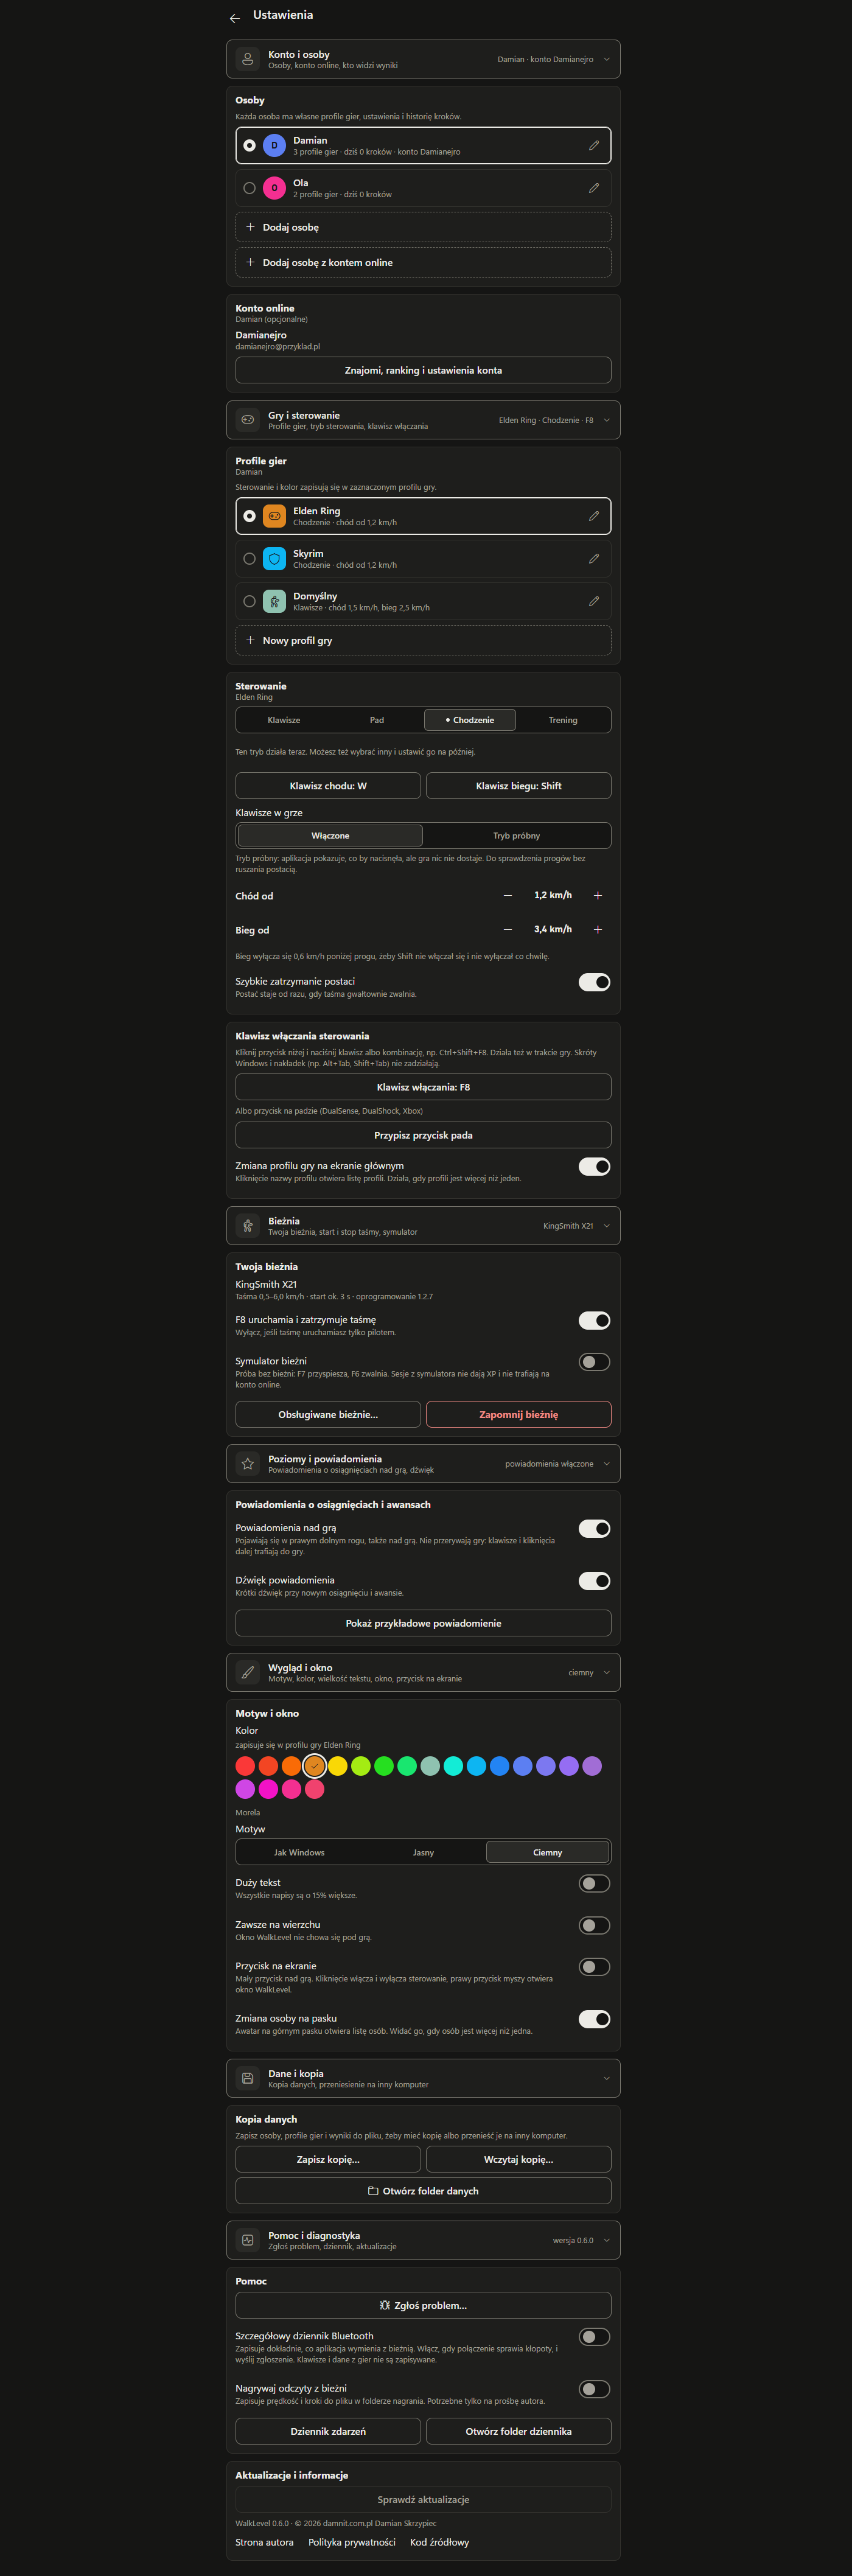 Ustawienia
Konto i osoby
Osoby, konto online, kto widzi wyniki
Damian · konto Damianejro
Osoby
Każda osoba ma własne profile gier, ustawienia i historię kroków.
D
Damian
3 profile gier · dziś 0 kroków · konto Damianejro
O
Ola
2 profile gier · dziś 0 kroków
Dodaj osobę
Dodaj osobę z kontem online
Konto online
Damian (opcjonalne)
Damianejro
damianejro@przyklad.pl
Znajomi, ranking i ustawienia konta
Gry i sterowanie
Profile gier, tryb sterowania, klawisz włączania
Elden Ring · Chodzenie · F8
Profile gier
Damian
Sterowanie i kolor zapisują się w zaznaczonym profilu gry.
Elden Ring
Chodzenie · chód od 1,2 km/h
Skyrim
Chodzenie · chód od 1,2 km/h
Domyślny
Klawisze · chód 1,5 km/h, bieg 2,5 km/h
Nowy profil gry
Sterowanie
Elden Ring
Klawisze
Pad
• Chodzenie
Trening
Ten tryb działa teraz. Możesz też wybrać inny i ustawić go na później.
Klawisz chodu: W
Klawisz biegu: Shift
Klawisze w grze
Włączone
Tryb próbny
Tryb próbny: aplikacja pokazuje, co by nacisnęła, ale gra nic nie dostaje. Do sprawdzenia progów bez
ruszania postacią.
Chód od
1,2 km/h
Bieg od
3,4 km/h
Bieg wyłącza się 0,6 km/h poniżej progu, żeby Shift nie włączał się i nie wyłączał co chwilę.
Szybkie zatrzymanie postaci
Postać staje od razu, gdy taśma gwałtownie zwalnia.
Klawisz włączania sterowania
Kliknij przycisk niżej i naciśnij klawisz albo kombinację, np. Ctrl+Shift+F8. Działa też w trakcie gry. Skróty
Windows i nakładek (np. Alt+Tab, Shift+Tab) nie zadziałają.
Klawisz włączania: F8
Albo przycisk na padzie (DualSense, DualShock, Xbox)
Przypisz przycisk pada
Zmiana profilu gry na ekranie głównym
Kliknięcie nazwy profilu otwiera listę profili. Działa, gdy profili jest więcej niż jeden.
Bieżnia
Twoja bieżnia, start i stop taśmy, symulator
KingSmith X21
Twoja bieżnia
KingSmith X21
Taśma 0,5–6,0 km/h · start ok. 3 s · oprogramowanie 1.2.7
F8 uruchamia i zatrzymuje taśmę
Wyłącz, jeśli taśmę uruchamiasz tylko pilotem.
Symulator bieżni
Próba bez bieżni: F7 przyspiesza, F6 zwalnia. Sesje z symulatora nie dają XP i nie trafiają na
konto online.
Obsługiwane bieżnie...
Zapomnij bieżnię
Poziomy i powiadomienia
Powiadomienia o osiągnięciach nad grą, dźwięk
powiadomienia włączone
Powiadomienia o osiągnięciach i awansach
Powiadomienia nad grą
Pojawiają się w prawym dolnym rogu, także nad grą. Nie przerywają gry: klawisze i kliknięcia
dalej trafiają do gry.
Dźwięk powiadomienia
Krótki dźwięk przy nowym osiągnięciu i awansie.
Pokaż przykładowe powiadomienie
Wygląd i okno
Motyw, kolor, wielkość tekstu, okno, przycisk na ekranie
ciemny
Motyw i okno
Kolor
zapisuje się w profilu gry Elden Ring
Morela
Motyw
Jak Windows
Jasny
Ciemny
Duży tekst
Wszystkie napisy są o 15% większe.
Zawsze na wierzchu
Okno WalkLevel nie chowa się pod grą.
Przycisk na ekranie
Mały przycisk nad grą. Kliknięcie włącza i wyłącza sterowanie, prawy przycisk myszy otwiera
okno WalkLevel.
Zmiana osoby na pasku
Awatar na górnym pasku otwiera listę osób. Widać go, gdy osób jest więcej niż jedna.
Dane i kopia
Kopia danych, przeniesienie na inny komputer
Kopia danych
Zapisz osoby, profile gier i wyniki do pliku, żeby mieć kopię albo przenieść je na inny komputer.
Zapisz kopię...
Wczytaj kopię...
Otwórz folder danych
Pomoc i diagnostyka
Zgłoś problem, dziennik, aktualizacje
wersja 0.6.0
Pomoc
Zgłoś problem...
Szczegółowy dziennik Bluetooth
Zapisuje dokładnie, co aplikacja wymienia z bieżnią. Włącz, gdy połączenie sprawia kłopoty, i
wyślij zgłoszenie. Klawisze i dane z gier nie są zapisywane.
Nagrywaj odczyty z bieżni
Zapisuje prędkość i kroki do pliku w folderze nagrania. Potrzebne tylko na prośbę autora.
Dziennik zdarzeń
Otwórz folder dziennika
Aktualizacje i informacje
Sprawdź aktualizacje
WalkLevel 0.6.0 · © 2026 damnit.com.pl Damian Skrzypiec
Strona autora
Polityka prywatności
Kod źródłowy